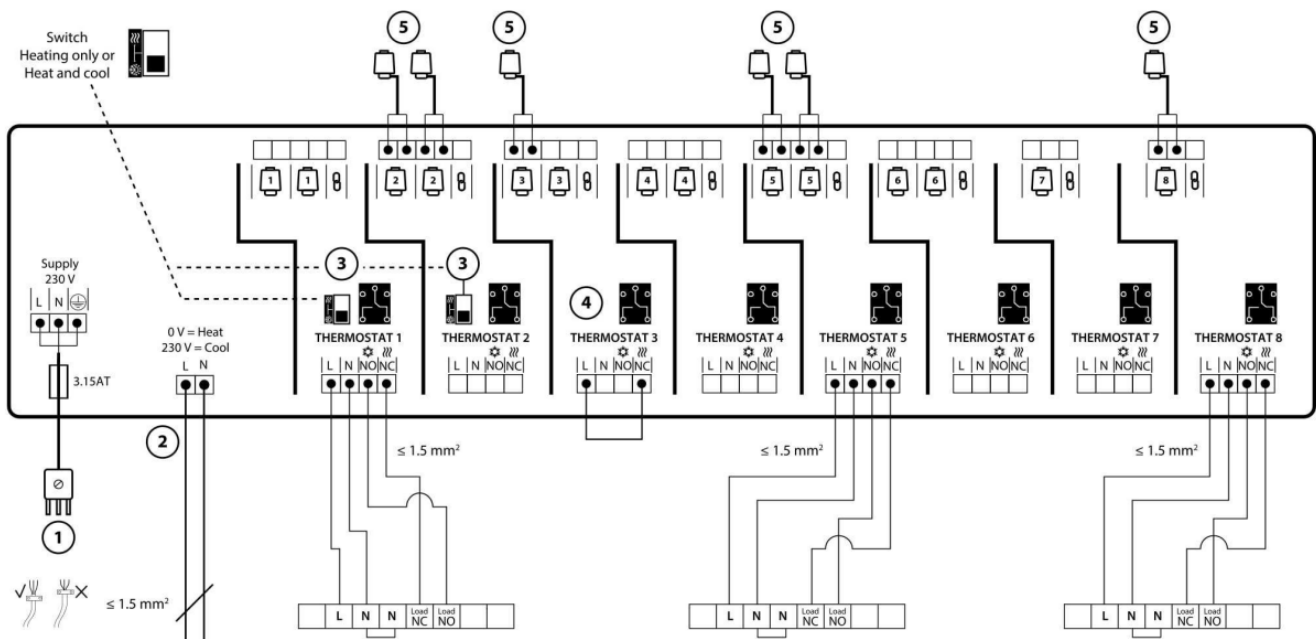 Switch
Heating only or
Heat and cool
5 5 5 5
1 1 2 2 3 3 4 4 5 5 6 6 7 8
3 3 4
Supply
230 V
L N
0 V = Heat
230 V = Cool
L N
3.15AT
THERMOSTAT 1 THERMOSTAT 2 THERMOSTAT 3 THERMOSTAT 4 THERMOSTAT 5 THERMOSTAT 6 THERMOSTAT 7 THERMOSTAT 8
L N NO NC L N NO NC L N NO NC L N NO NC L N NO NC L N NO NC L N NO NC L N NO NC
2
≤ 1.5 mm² ≤ 1.5 mm² ≤ 1.5 mm²
1
≤ 1.5 mm²
L N N Load NC Load NO L N N Load NC Load NO L N N Load NC Load NO